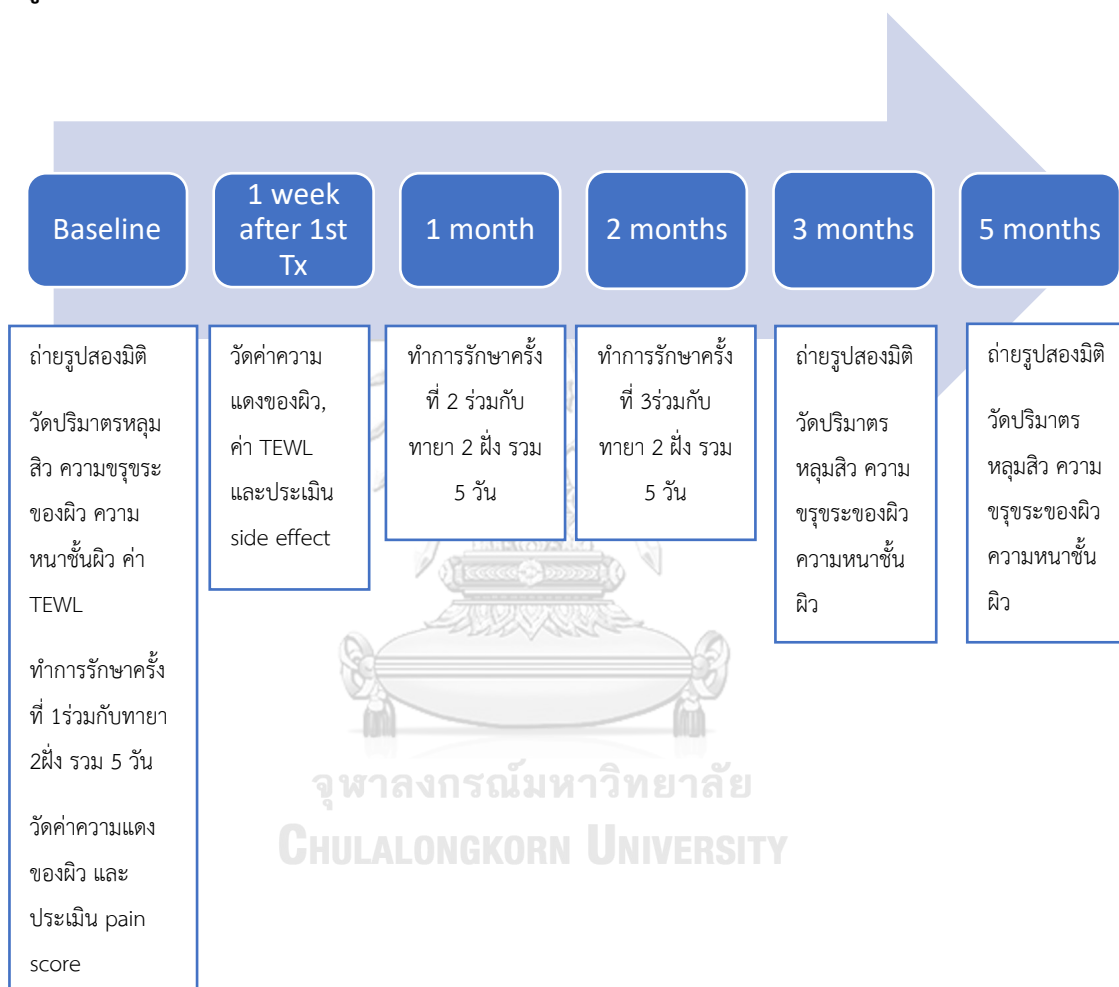 Baseline
1 week
after 1st
Tx
1 month
2 months
3 months
5 months
ถ่ายรูปสองมิติ
วัดปริมาตรหลุม
สิว ความขรุขระ
ของผิว ความ
หนาชั้นผิว ค่า
TEWL
ทำการรักษาครั้ง
ที่ 1ร่วมกับทายา
2ฝั่ง รวม 5 วัน
วัดค่าความแดง
ของผิว และ
ประเมิน pain
score
วัดค่าความ
แดงของผิว,
ค่า TEWL
และประเมิน
side effect
ทำการรักษาครั้ง
ที่ 2 ร่วมกับ
ทายา 2 ฝั่ง รวม
5 วัน
ทำการรักษาครั้ง
ที่ 3ร่วมกับ
ทายา 2 ฝั่ง รวม
5 วัน
ถ่ายรูปสองมิติ
วัดปริมาตร
หลุมสิว ความ
ขรุขระของผิว
ความหนาชั้น
ผิว
ถ่ายรูปสองมิติ
วัดปริมาตร
หลุมสิว ความ
ขรุขระของผิว
ความหนาชั้น
ผิว
จุฬาลงกรณ์มหาวิทยาลัย
CHULALONGKORN UNIVERSITY